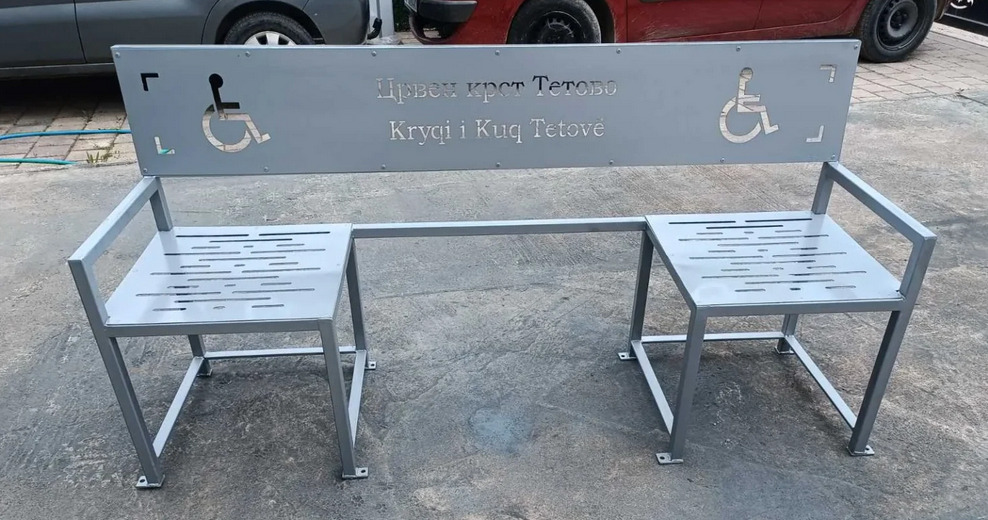 Црвен крст Тетово
Kryqi i Kuq Tetovë